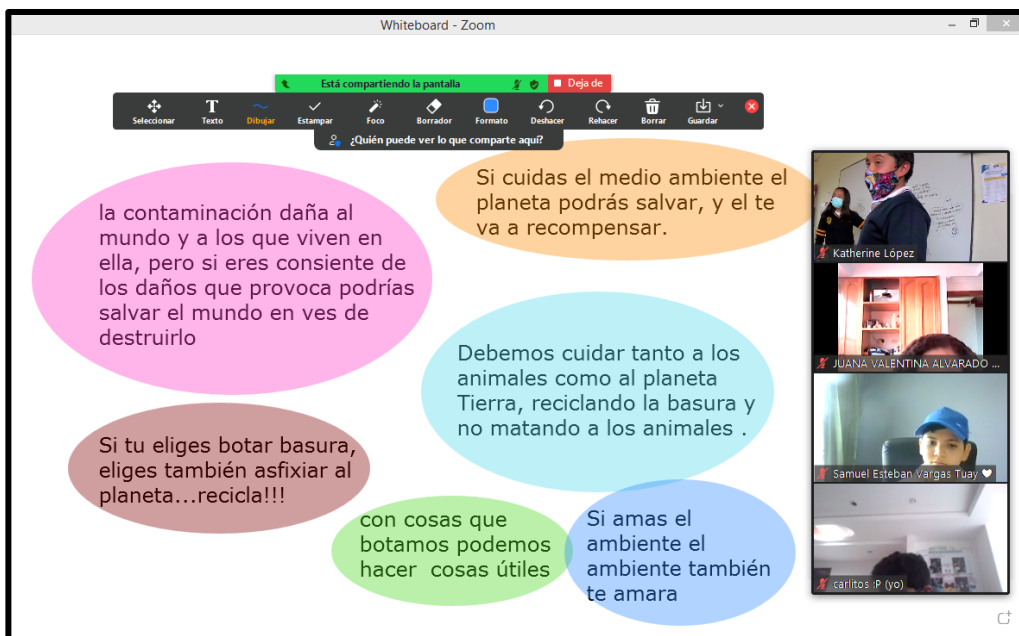 Whiteboard - Zoom
Está compartiendo la pantalla
Deja de
Seleccionar Texto Dibujar Estampar Foco Borrador Formato Deshacer Rehacer Borrar Guardar
¿Quién puede ver lo que comparte aquí?
la contaminación daña al
mundo y a los que viven en
ella, pero si eres consiente de
los daños que provoca podrías
salvar el mundo en ves de
destruirlo
Si cuidas el medio ambiente el
planeta podrás salvar, y el te
va a recompensar.
Debemos cuidar tanto a los
animales como al planeta
Tierra, reciclando la basura y
no matando a los animales .
Si tu eliges botar basura,
eliges también asfixiar al
planeta...recicla!!!
con cosas que
botamos podemos
hacer cosas útiles
Si amas el
ambiente el
ambiente también
te amara
Katherine López
JUANA VALENTINA ALVARADO ...
Samuel Esteban Vargas Tuay
carlitos :P (yo)